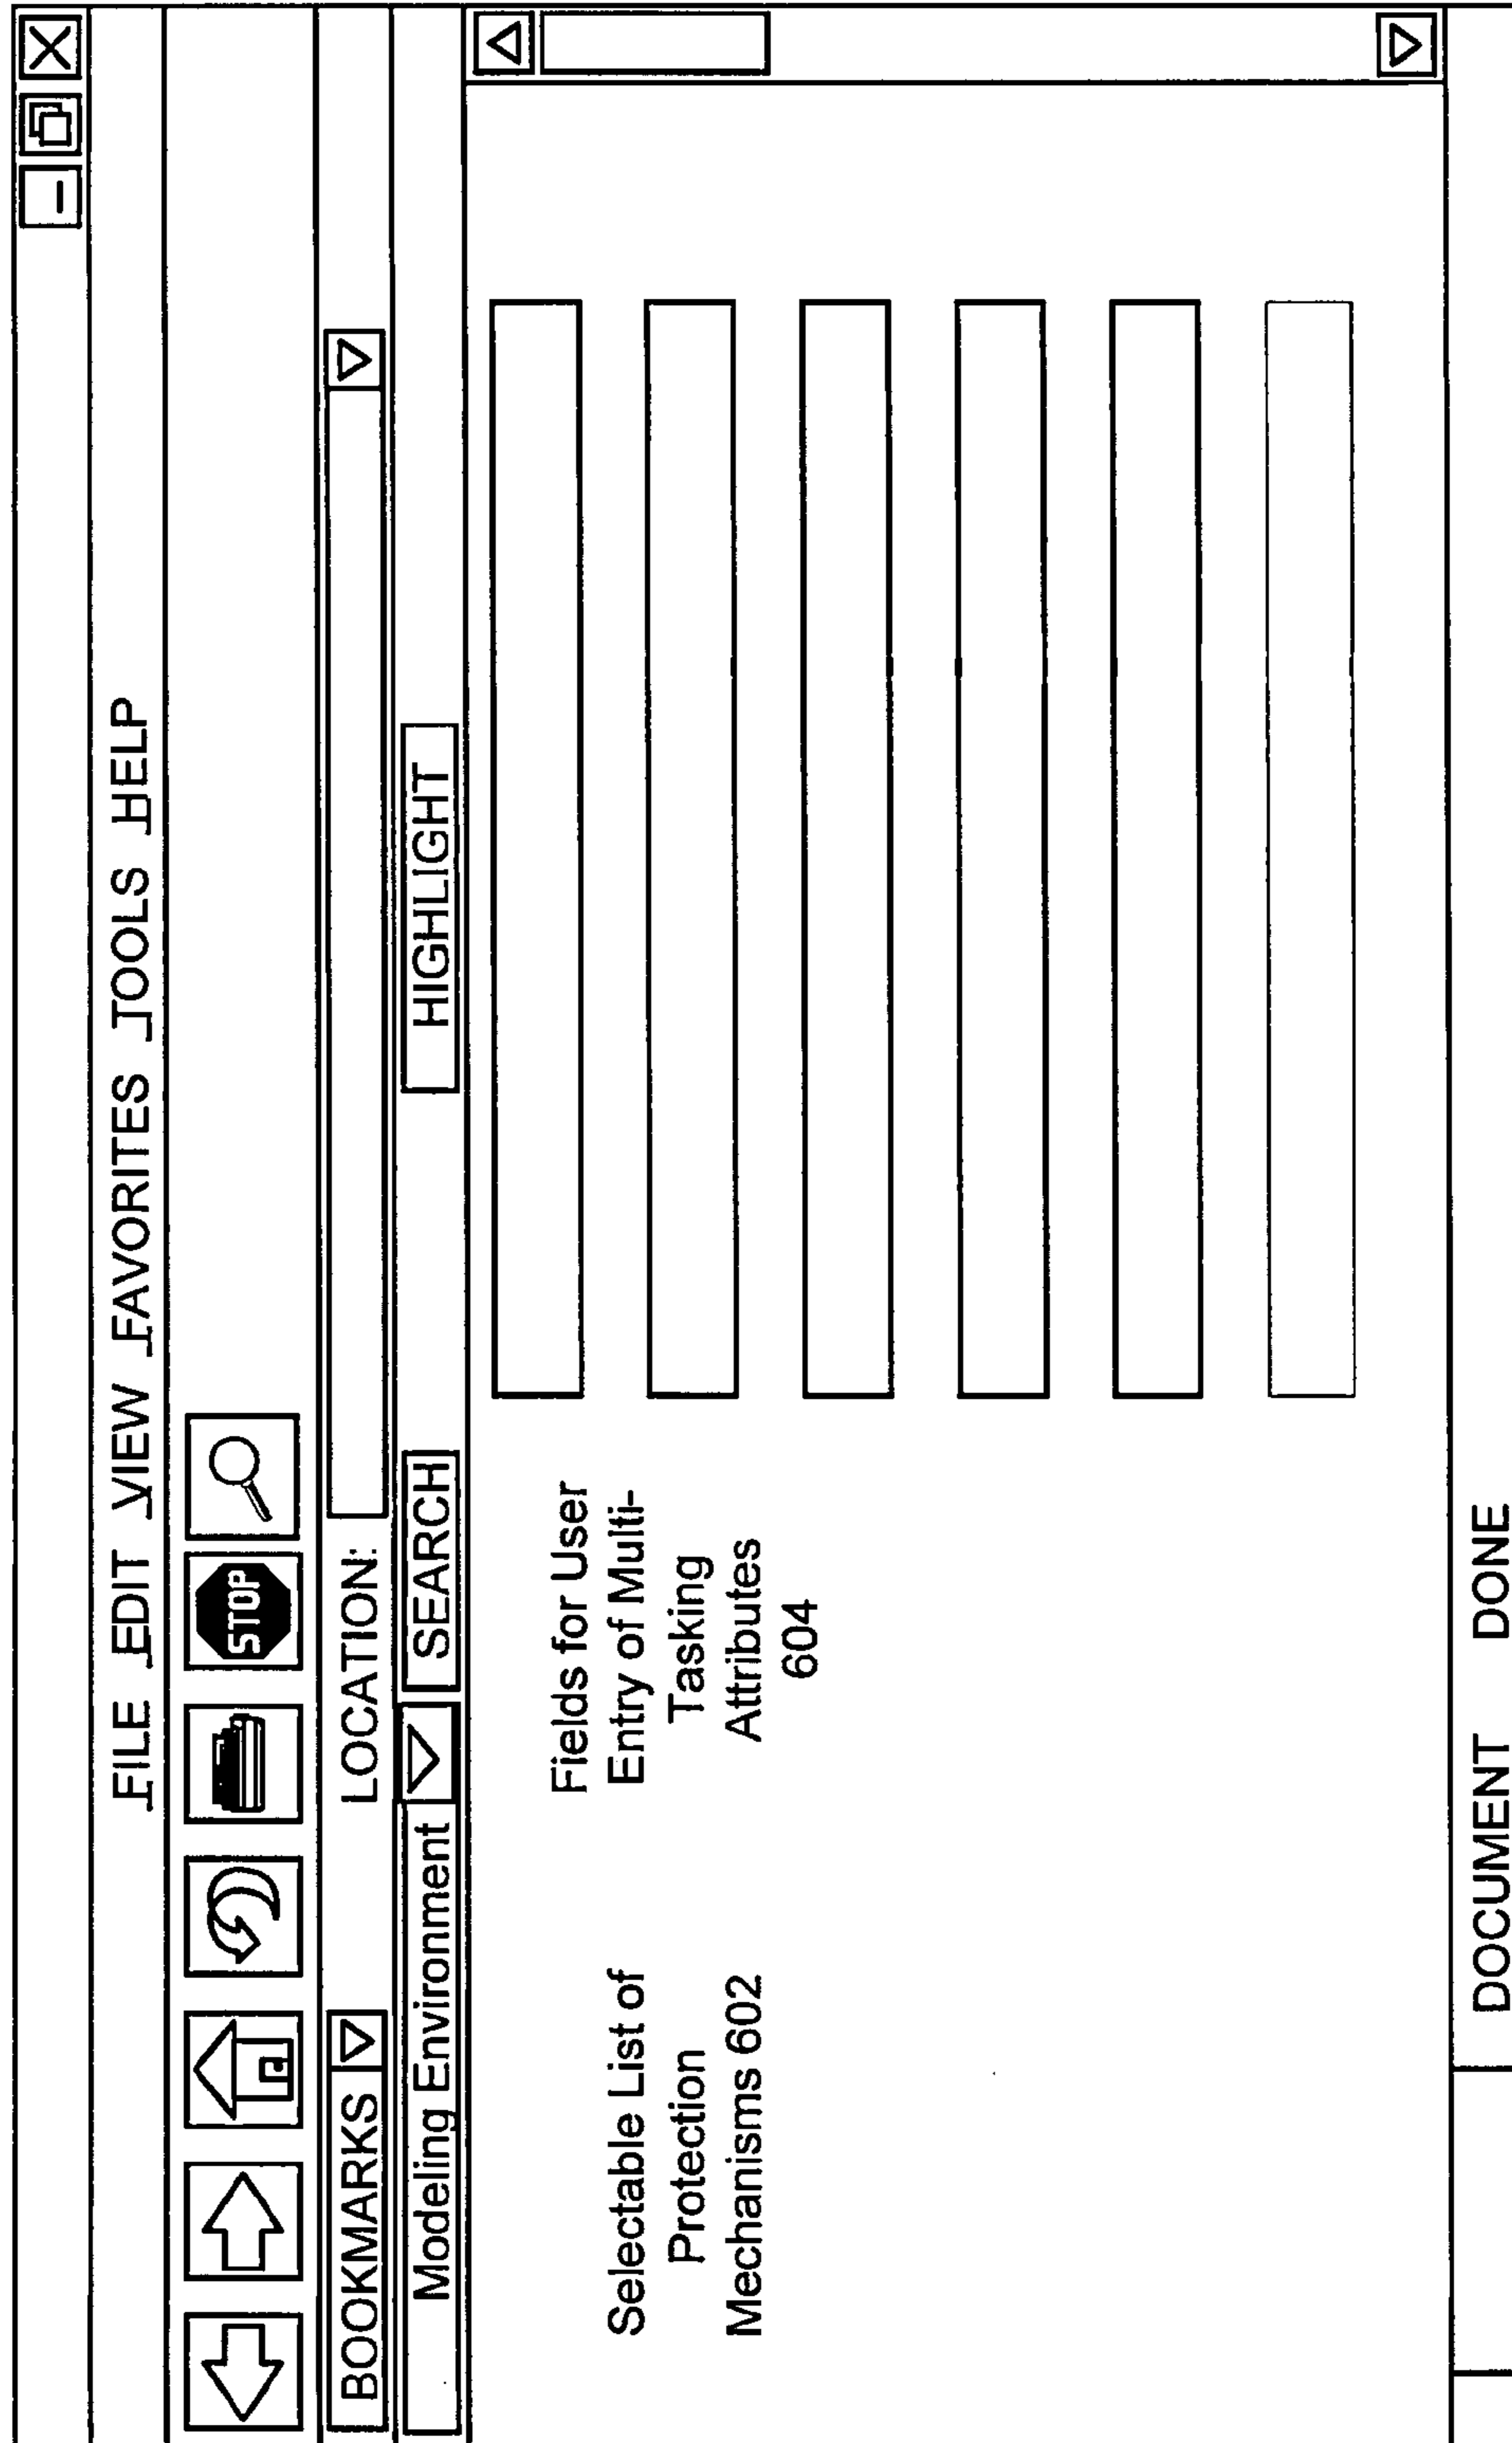 FILE EDIT VIEW FAVORITES TOOLS HELP
STOP
BOOKMARKS LOCATION:
Modeling Environment SEARCH HIGHLIGHT
Selectable List of
Protection
Mechanisms 602
Fields for User
Entry of Multi-
Tasking
Attributes
604
DOCUMENT DONE